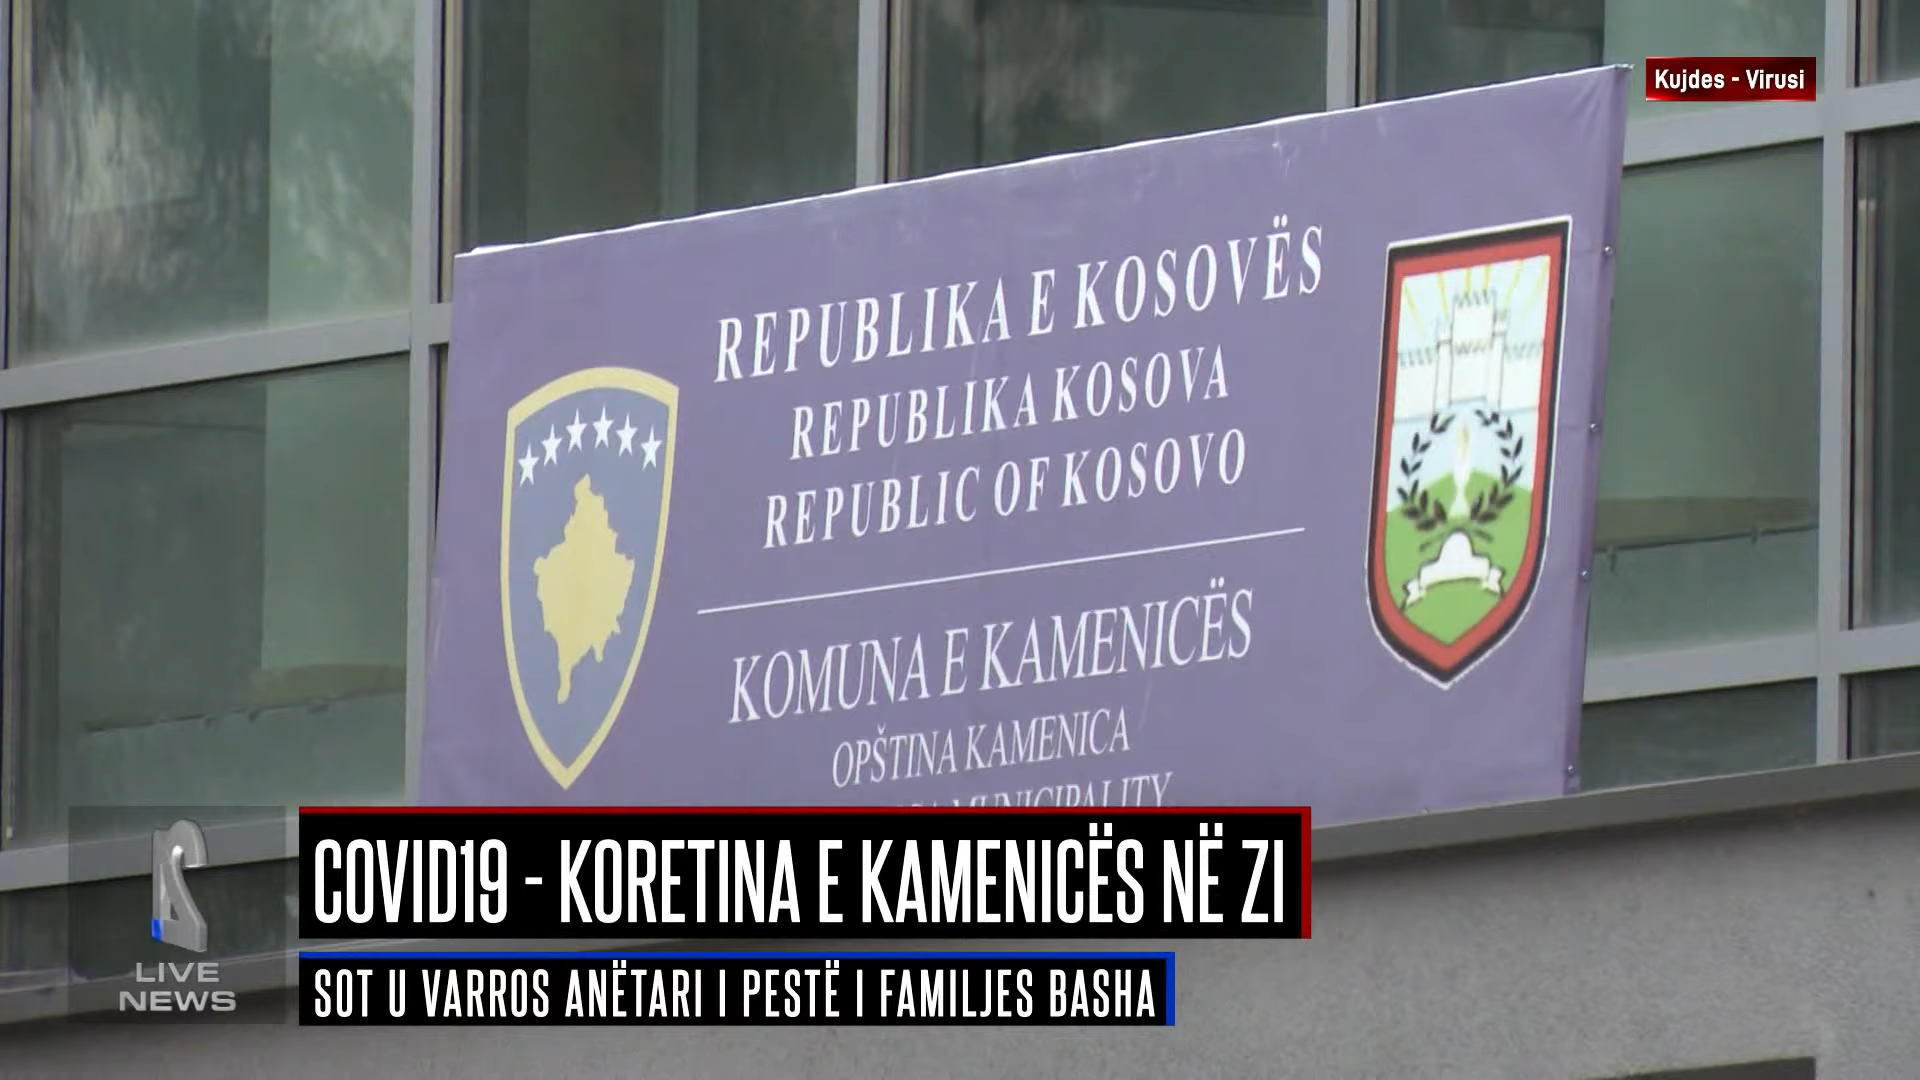 Kujdes - Virusi
REPUBLIKA E KOSOVËS
REPUBLIKA KOSOVA
REPUBLIC OF KOSOVO
KOMUNA E KAMENICËS
OPŠTINA KAMENICA
MUNICIPALITY
COVID19 - KORETINA E KAMENICËS NË ZI
SOT U VARROS ANËTARI I PESTË I FAMILJES BASHA
LIVE
NEWS